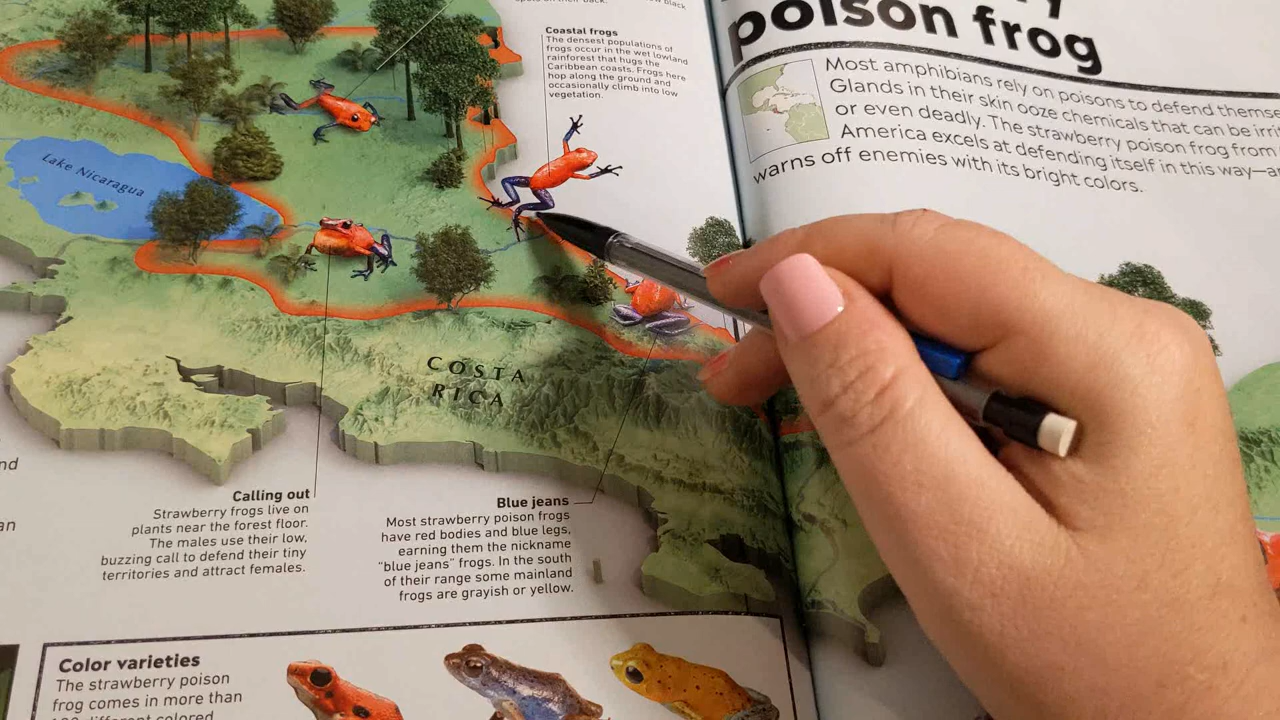 Coastal frogs
The densest populations of
frogs occur in the wet lowland
rainforest that hugs the
Caribbean coasts. Frogs here
hop along the ground and
occasionally climb into low
vegetation.
poison frog
Most amphibians rely on poisons to defend themse
Glands in their skin ooze chemicals that can be irri
or even deadly. The strawberry poison frog from
America excels at defending itself in this way—a
warns off enemies with its bright colors.
Lake Nicaragua
COSTA
RICA
Calling out
Strawberry frogs live on
plants near the forest floor.
The males use their low,
buzzing call to defend their tiny
territories and attract females.
Blue jeans
Most strawberry poison frogs
have red bodies and blue legs,
earning them the nickname
"blue jeans" frogs. In the south
of their range some mainland
frogs are grayish or yellow.
Color varieties
The strawberry poison
frog comes in more than
different colored